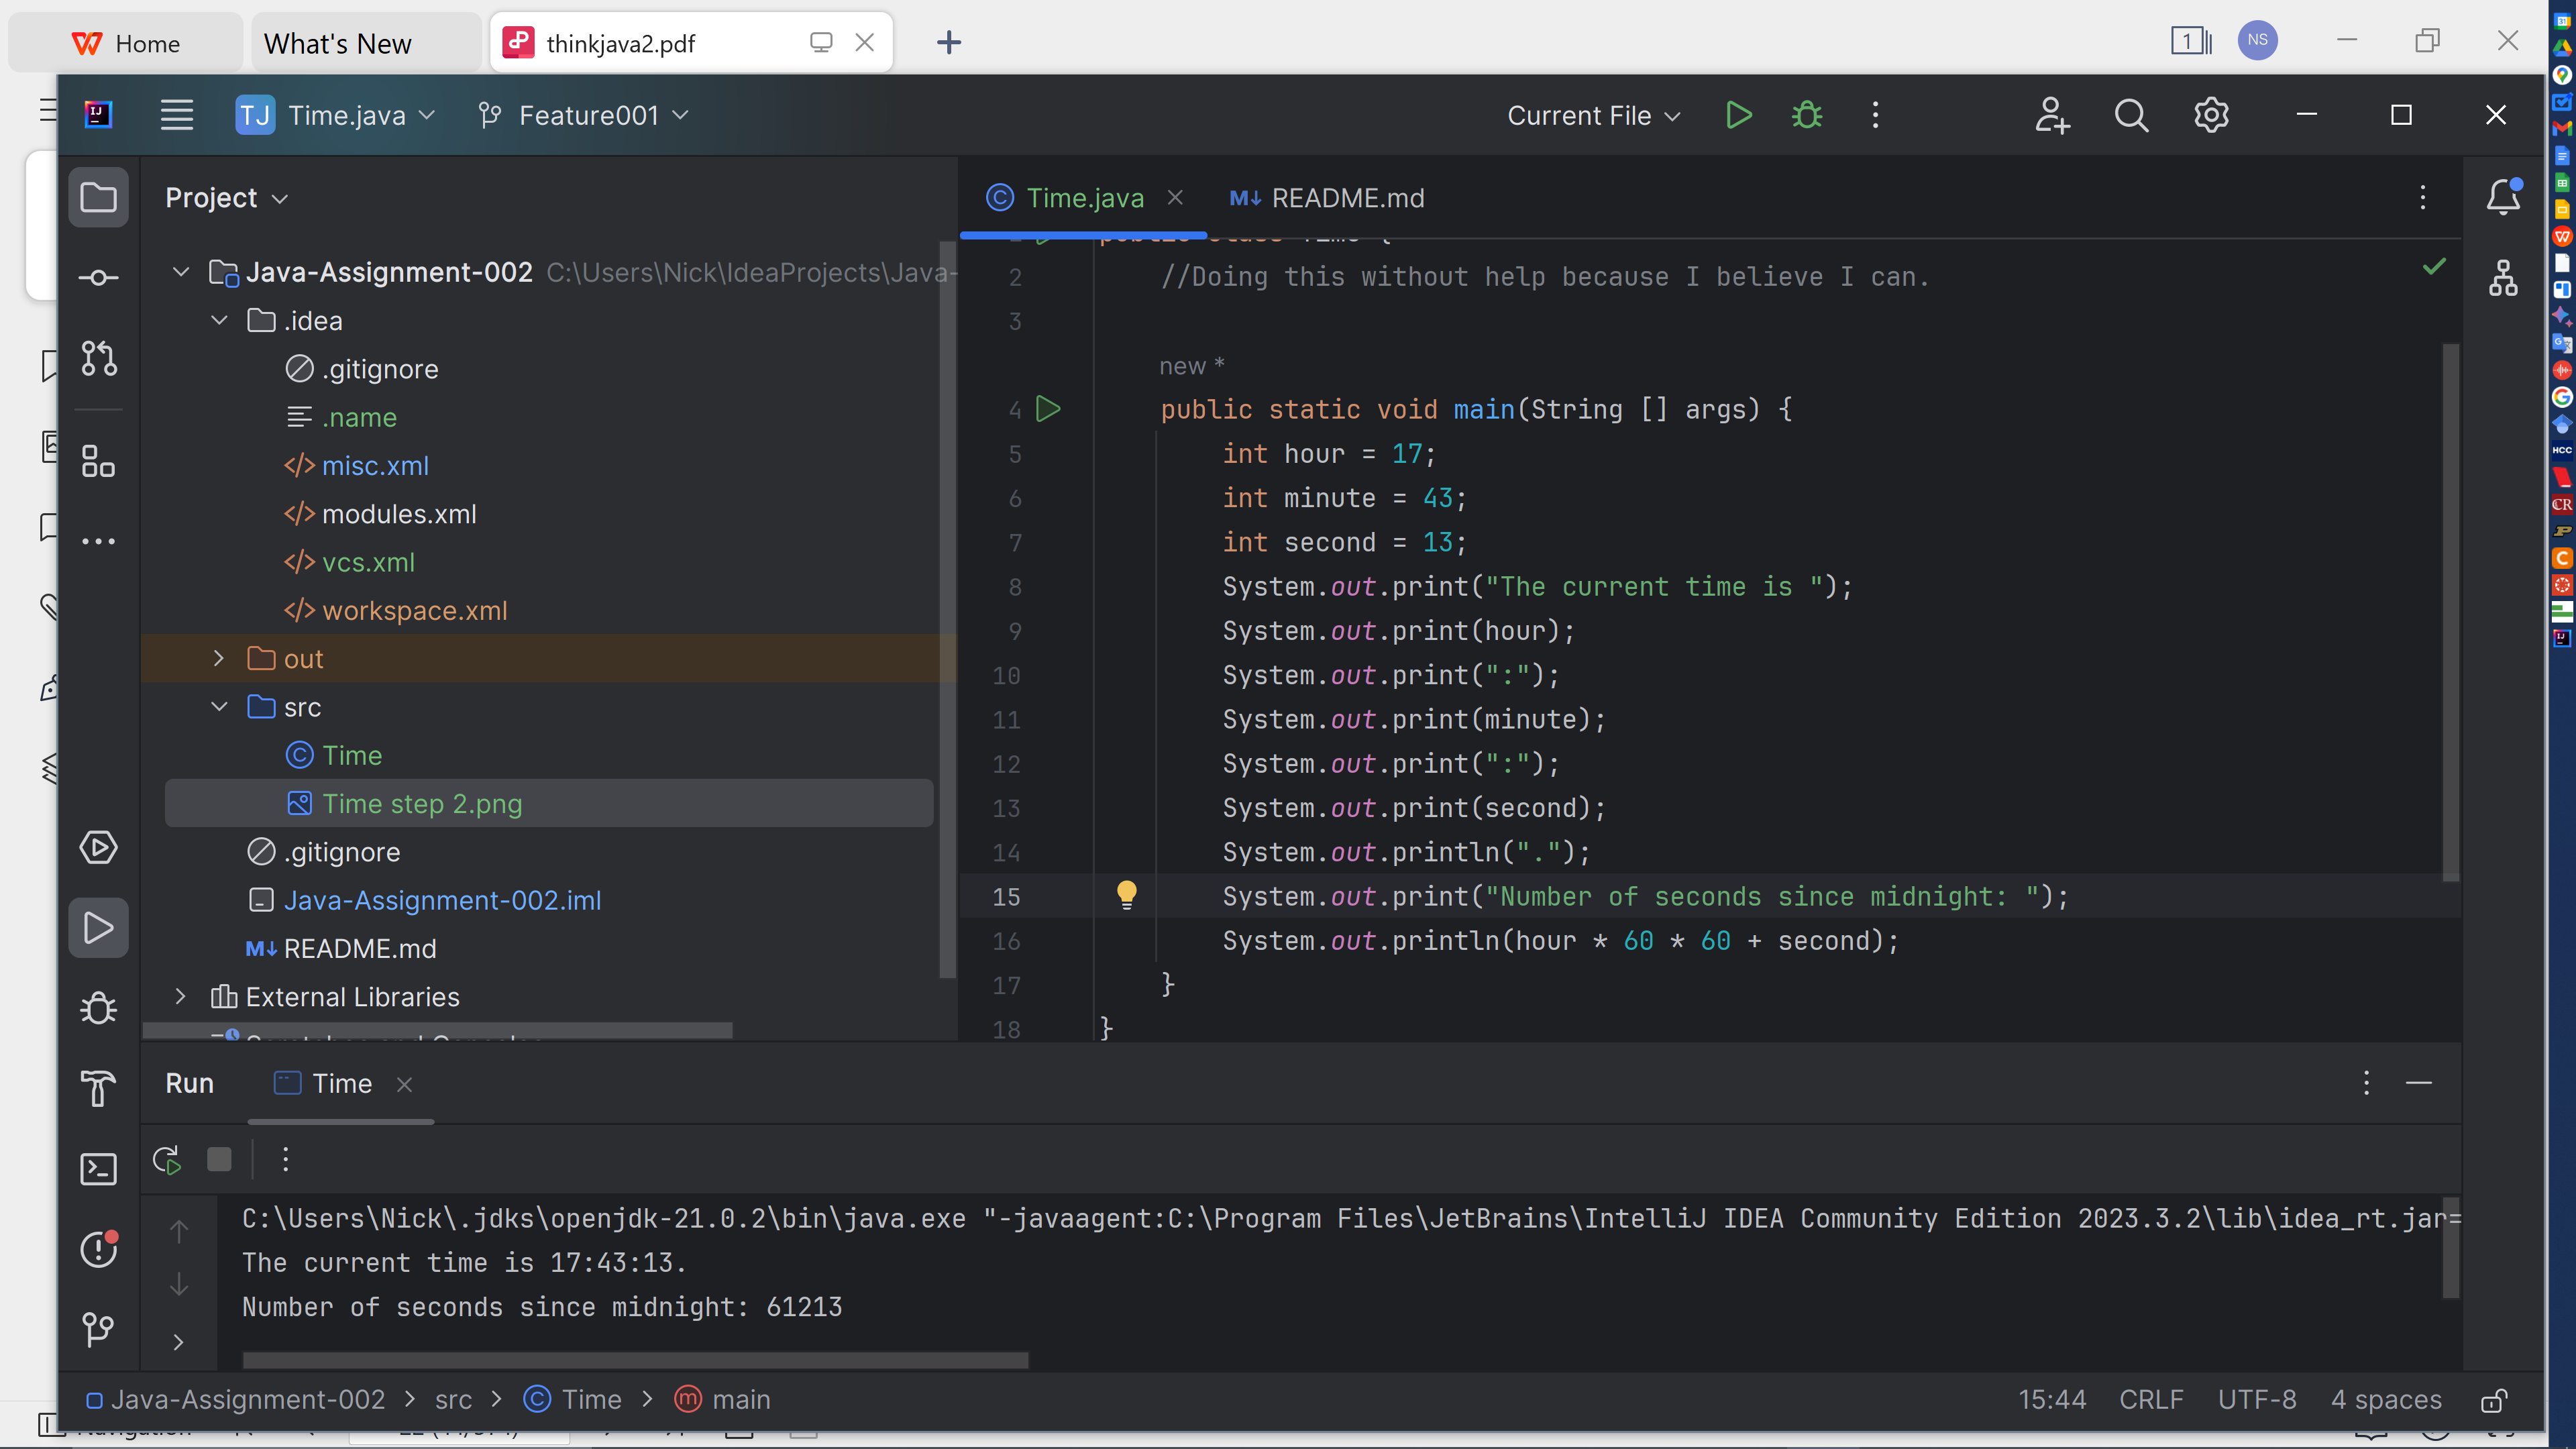 Home
What's New
thinkjava2.pdf
1
NS
IJ
TJ
Time.java
Feature001
Current File
Project
Java-Assignment-002 C:\Users\Nick\IdeaProjects\Java-
.idea
.gitignore
.name
misc.xml
modules.xml
vcs.xml
workspace.xml
out
src
Time
Time step 2.png
.gitignore
Java-Assignment-002.iml
README.md
External Libraries
Time.java
README.md
public class Time {
2 //Doing this without help because I believe I can.
3
new *
4 public static void main(String [] args) {
5 int hour = 17;
6 int minute = 43;
7 int second = 13;
8 System.out.print("The current time is ");
9 System.out.print(hour);
10 System.out.print(":");
11 System.out.print(minute);
12 System.out.print(":");
13 System.out.print(second);
14 System.out.println(".");
15 System.out.print("Number of seconds since midnight: ");
16 System.out.println(hour * 60 * 60 + second);
17 }
18 }
Run
Time
C:\Users\Nick\.jdks\openjdk-21.0.2\bin\java.exe "-javaagent:C:\Program Files\JetBrains\IntelliJ IDEA Community Edition 2023.3.2\lib\idea_rt.jar=
The current time is 17:43:13.
Number of seconds since midnight: 61213
Java-Assignment-002 > src > Time > main
15:44 CRLF UTF-8 4 spaces
HCC
CR